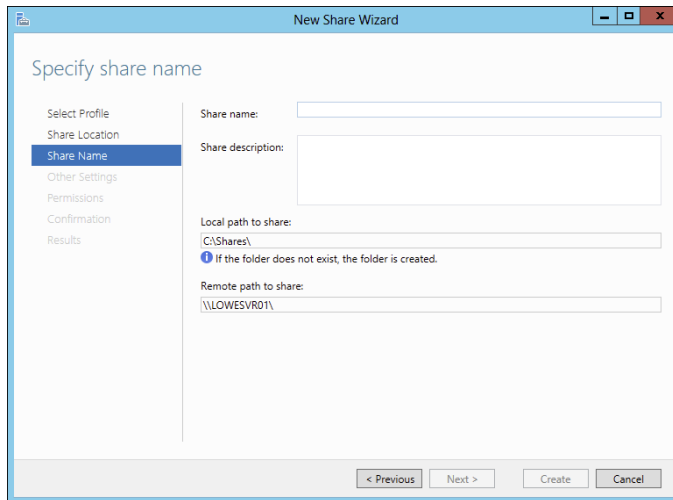 New Share Wizard
Specify share name
Select Profile
Share Location
Share Name
Other Settings
Permissions
Confirmation
Results
Share name:
Share description:
Local path to share:
C:\Shares\
If the folder does not exist, the folder is created.
Remote path to share:
\\LOWESVR01\
< Previous
Next >
Create
Cancel